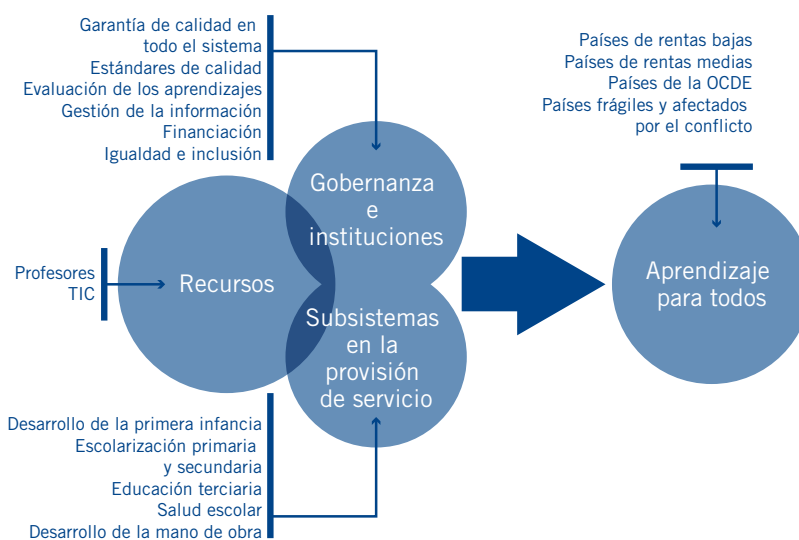 Garantía de calidad en
todo el sistema
Estándares de calidad
Evaluación de los aprendizajes
Gestión de la información
Financiación
Igualdad e inclusión
Países de rentas bajas
Países de rentas medias
Países de la OCDE
Países frágiles y afectados
por el conflicto
Gobernanza
e
instituciones
Profesores
TIC
Recursos
Aprendizaje
para todos
Subsistemas
en la
provisión
de servicio
Desarrollo de la primera infancia
Escolarización primaria
y secundaria
Educación terciaria
Salud escolar
Desarrollo de la mano de obra